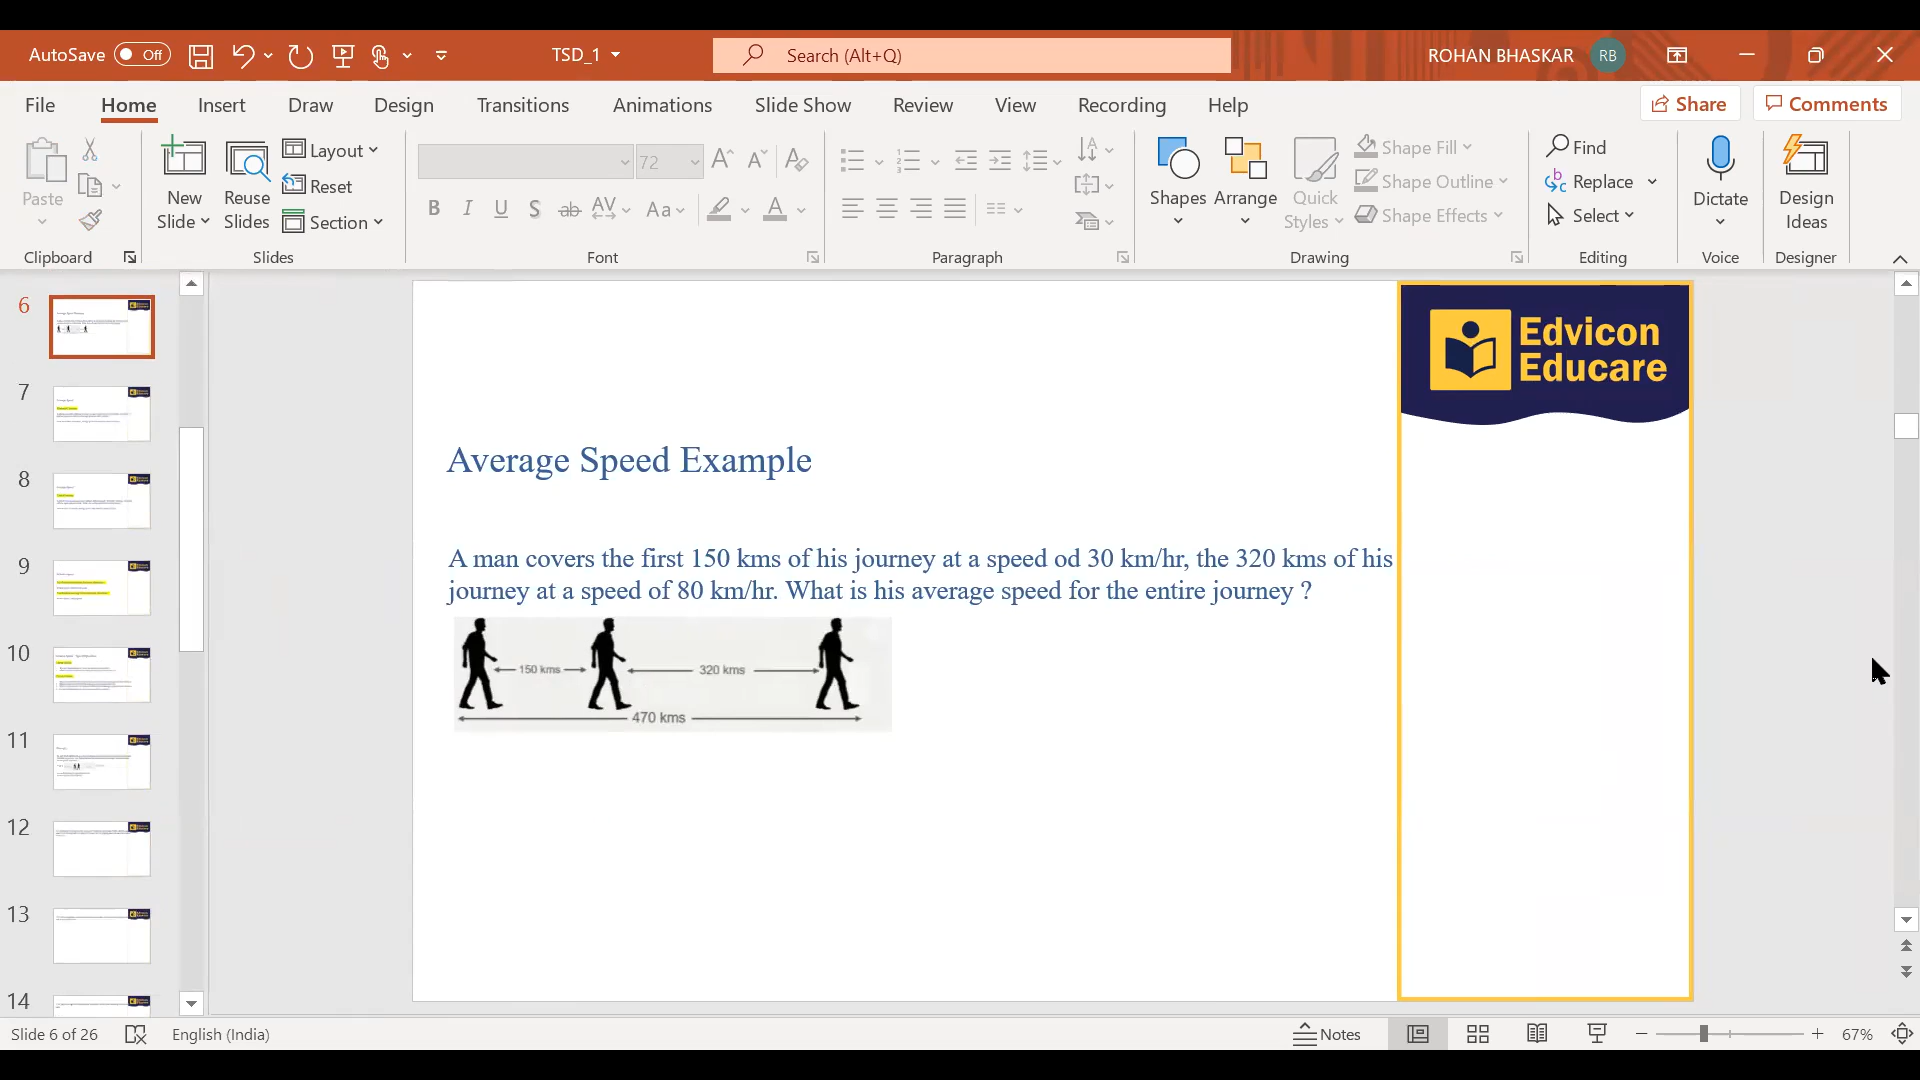 AutoSave Off
TSD_1
Search (Alt+Q)
ROHAN BHASKAR RB
File Home Insert Draw Design Transitions Animations Slide Show Review View Recording Help
Share Comments
Paste
New Slide
Reuse Slides
Layout
Reset
Section
72
B I U S ab AV Aa A
Shapes Arrange Quick Styles
Shape Fill
Shape Outline
Shape Effects
Find
Replace
Select
Dictate
Design Ideas
Clipboard Slides Font Paragraph Drawing Editing Voice Designer
6
7
8
9
10
11
12
13
14
Edvicon
Educare
Average Speed Example
A man covers the first 150 kms of his journey at a speed od 30 km/hr, the 320 kms of his
journey at a speed of 80 km/hr. What is his average speed for the entire journey ?
150 kms 320 kms
470 kms
Slide 6 of 26 English (India) Notes 67%